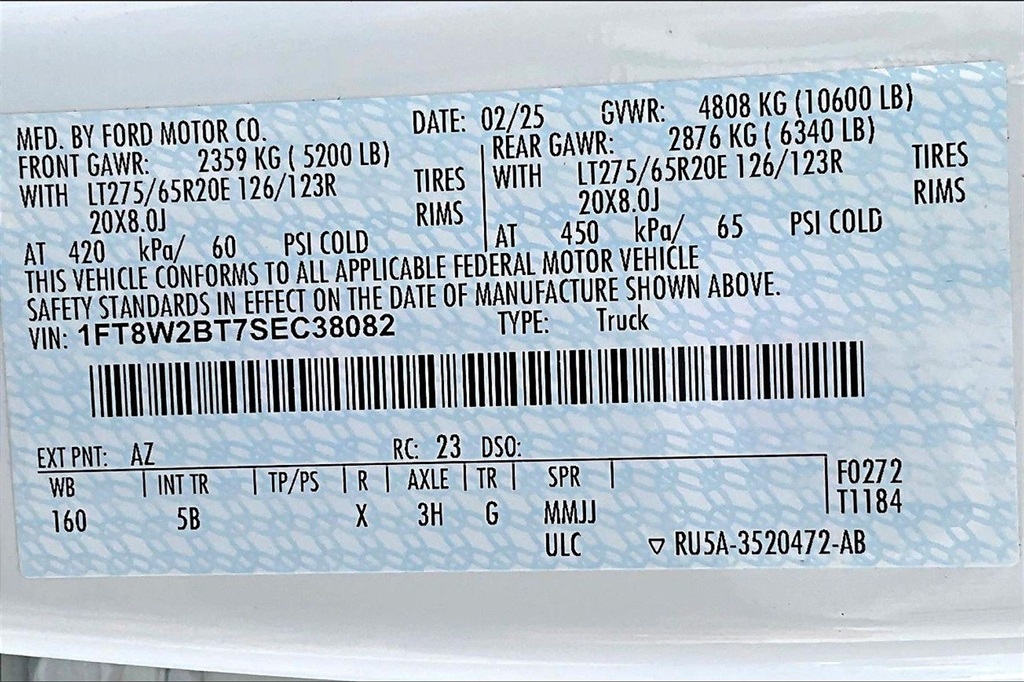 MFD. BY FORD MOTOR CO. DATE: 02/25 GVWR: 4808 KG (10600 LB)
FRONT GAWR: 2359 KG ( 5200 LB) REAR GAWR: 2876 KG ( 6340 LB)
WITH LT275/65R20E 126/123R TIRES WITH LT275/65R20E 126/123R TIRES
20X8.0J RIMS 20X8.0J RIMS
AT 420 kPa/ 60 PSI COLD AT 450 kPa/ 65 PSI COLD
THIS VEHICLE CONFORMS TO ALL APPLICABLE FEDERAL MOTOR VEHICLE
SAFETY STANDARDS IN EFFECT ON THE DATE OF MANUFACTURE SHOWN ABOVE.
VIN: 1FT8W2BT7SEC38082 TYPE: Truck
EXT PNT: AZ RC: 23 DSO:
WB INT TR TP/PS R AXLE TR SPR F0272
160 5B X 3H G MMJJ T1184
ULC RU5A-3520472-AB